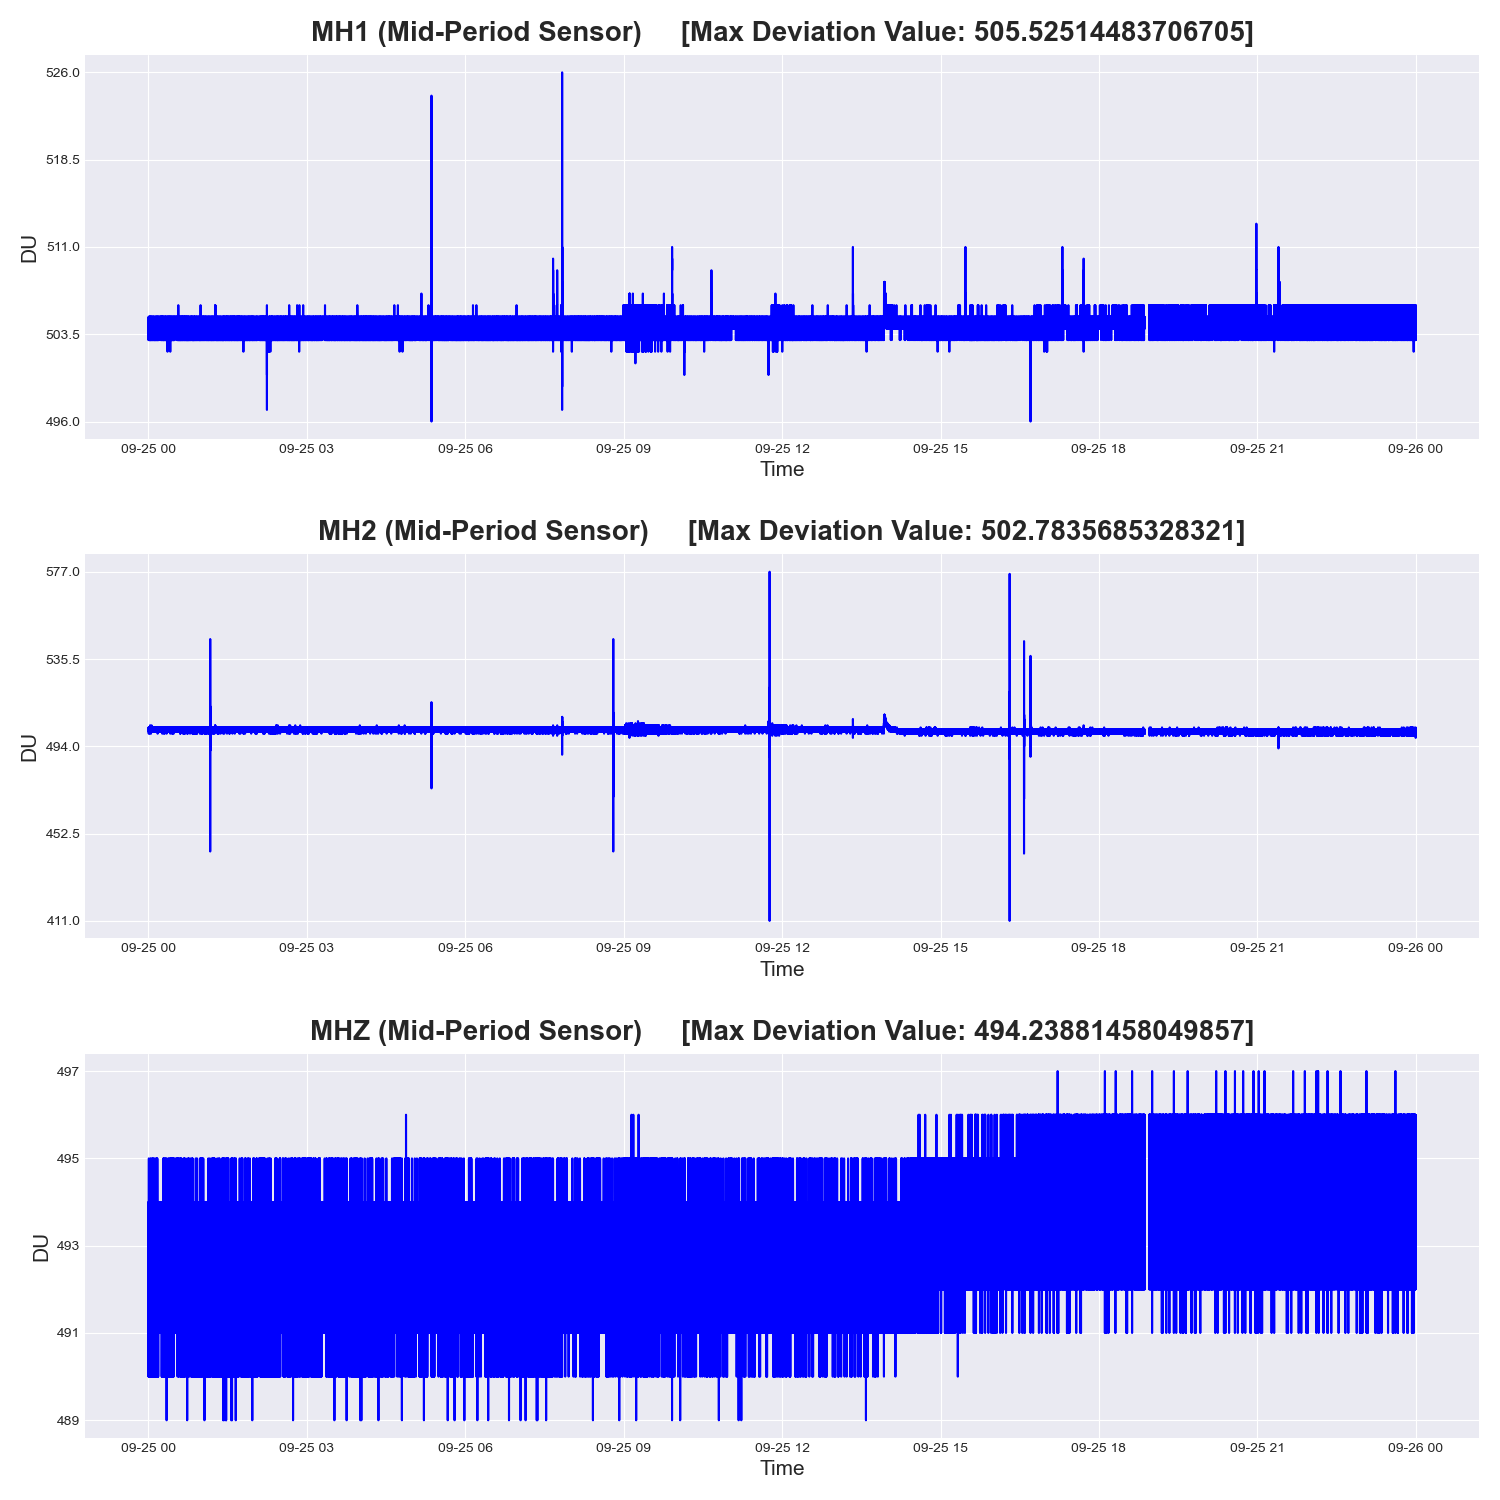 MH1 (Mid-Period Sensor) [Max Deviation Value: 505.52514483706705]
526.0
518.5
511.0
503.5
496.0
DU
09-25 00 09-25 03 09-25 06 09-25 09 09-25 12 09-25 15 09-25 18 09-25 21 09-26 00
Time
MH2 (Mid-Period Sensor) [Max Deviation Value: 502.7835685328321]
577.0
535.5
494.0
452.5
411.0
DU
09-25 00 09-25 03 09-25 06 09-25 09 09-25 12 09-25 15 09-25 18 09-25 21 09-26 00
Time
MHZ (Mid-Period Sensor) [Max Deviation Value: 494.23881458049857]
497
495
493
491
489
DU
09-25 00 09-25 03 09-25 06 09-25 09 09-25 12 09-25 15 09-25 18 09-25 21 09-26 00
Time